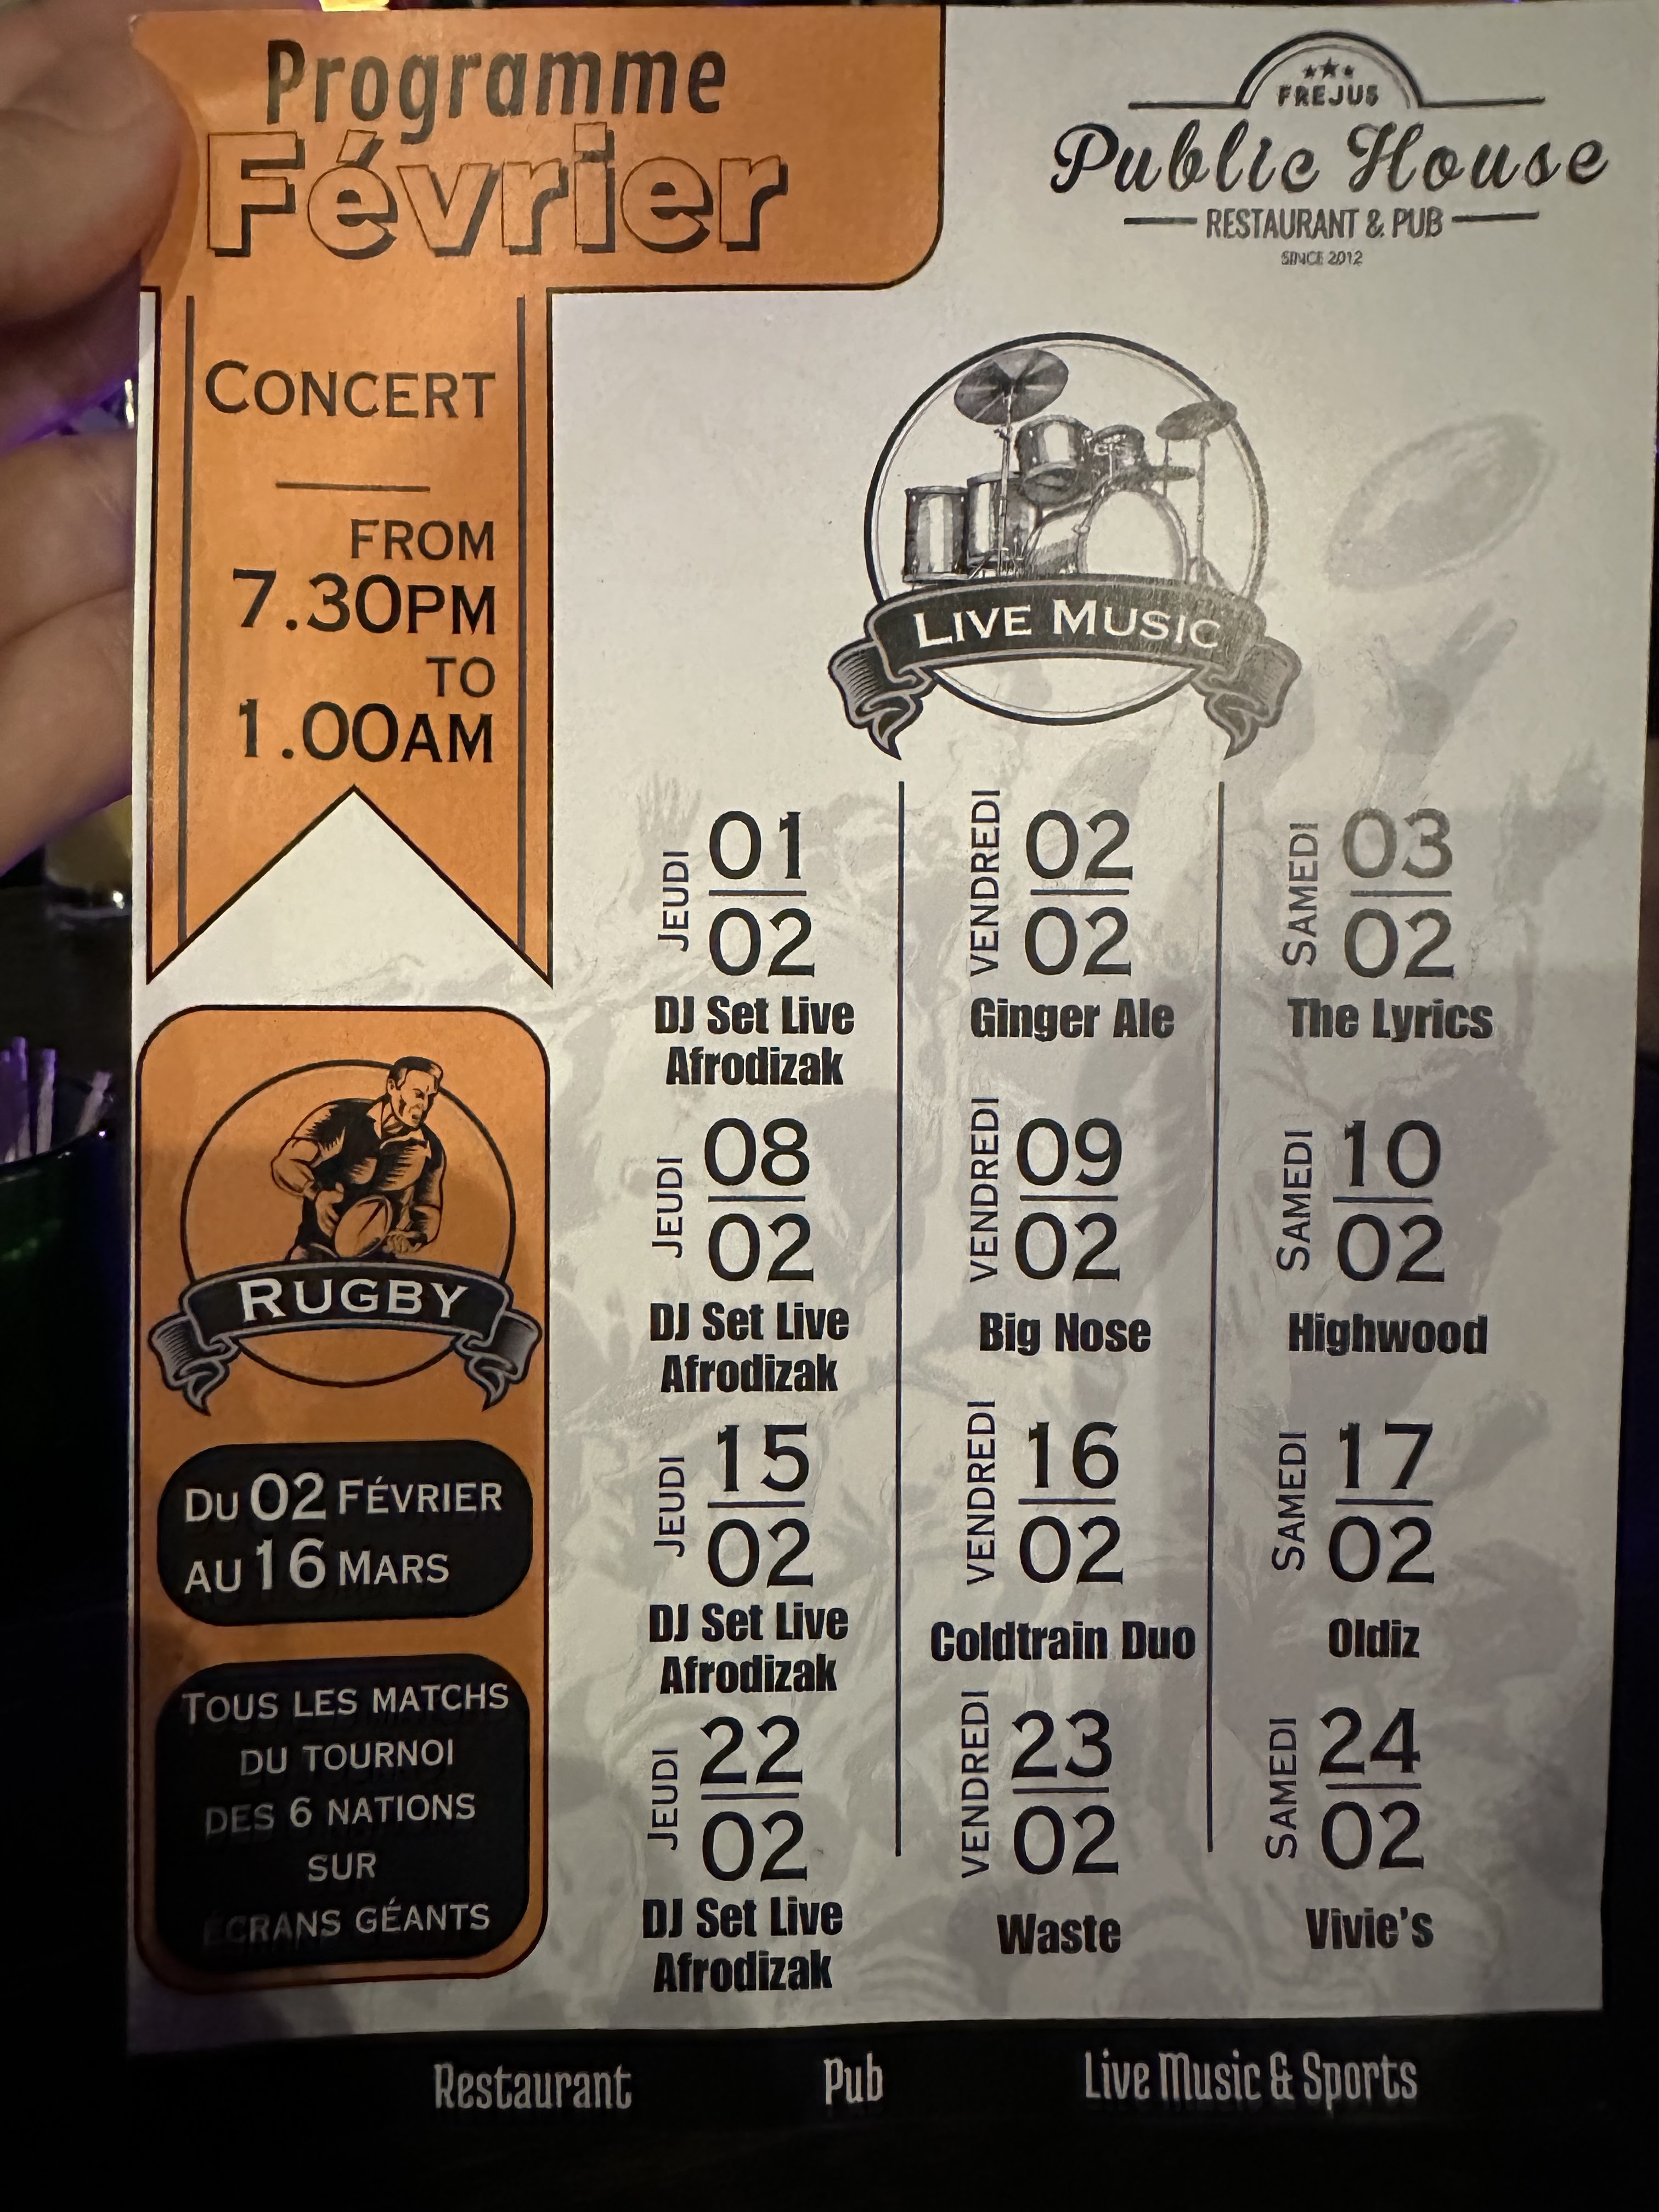 Programme
Février
FREJUS
Public House
RESTAURANT & PUB
SINCE 2012
CONCERT
FROM
7.30PM
TO
1.00AM
LIVE MUSIC
JEUDI
01
02
DJ Set Live
Afrodizak
VENDREDI
02
02
Ginger Ale
SAMEDI
03
02
The Lyrics
JEUDI
08
02
DJ Set Live
Afrodizak
VENDREDI
09
02
Big Nose
SAMEDI
10
02
Highwood
JEUDI
15
02
DJ Set Live
Afrodizak
VENDREDI
16
02
Coldtrain Duo
SAMEDI
17
02
Oldiz
JEUDI
22
02
DJ Set Live
Afrodizak
VENDREDI
23
02
Waste
SAMEDI
24
02
Vivie's
RUGBY
DU 02 FÉVRIER
AU 16 MARS
TOUS LES MATCHS
DU TOURNOI
DES 6 NATIONS
SUR
ÉCRANS GÉANTS
Restaurant Pub Live Music & Sports